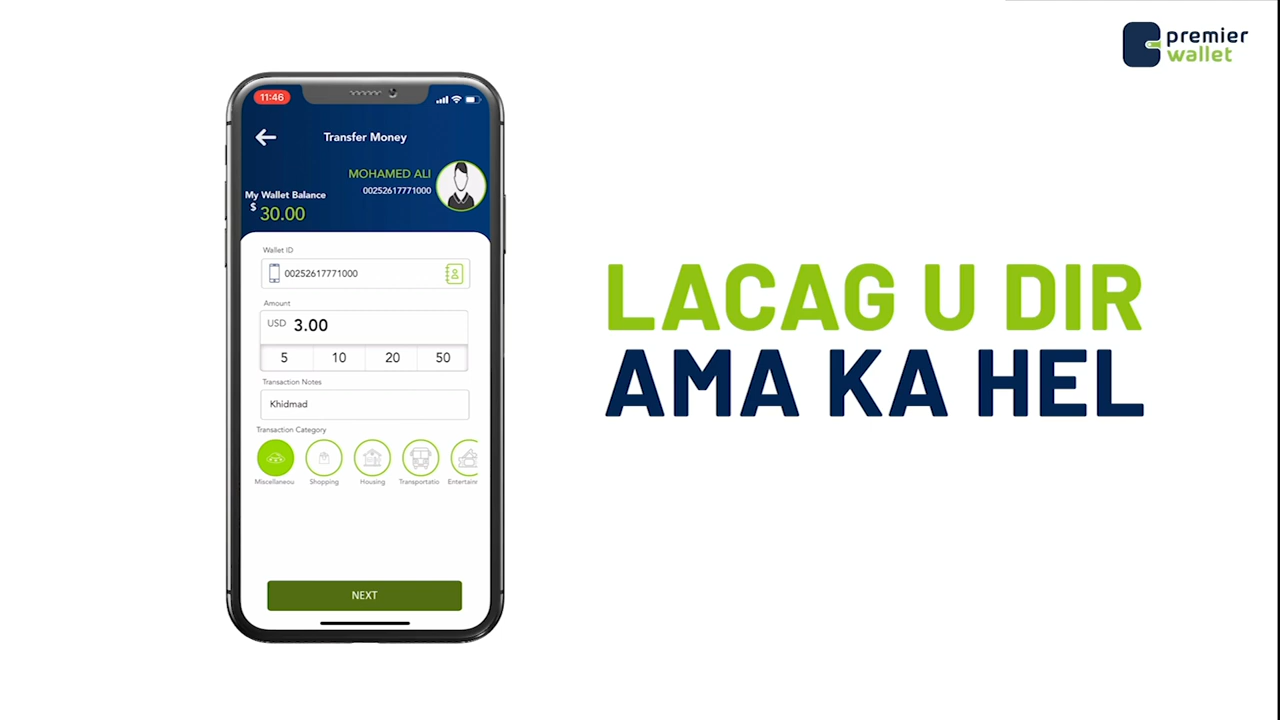 premier
wallet
11:46
Transfer Money
MOHAMED ALI
00252617771000
My Wallet Balance
$ 30.00
Wallet ID
00252617771000
Amount
USD 3.00
5 10 20 50
Transaction Notes
Khidmad
Transaction Category
Miscellaneou Shopping Housing Transportatio Entertainr
NEXT
LACAG U DIR
AMA KA HEL